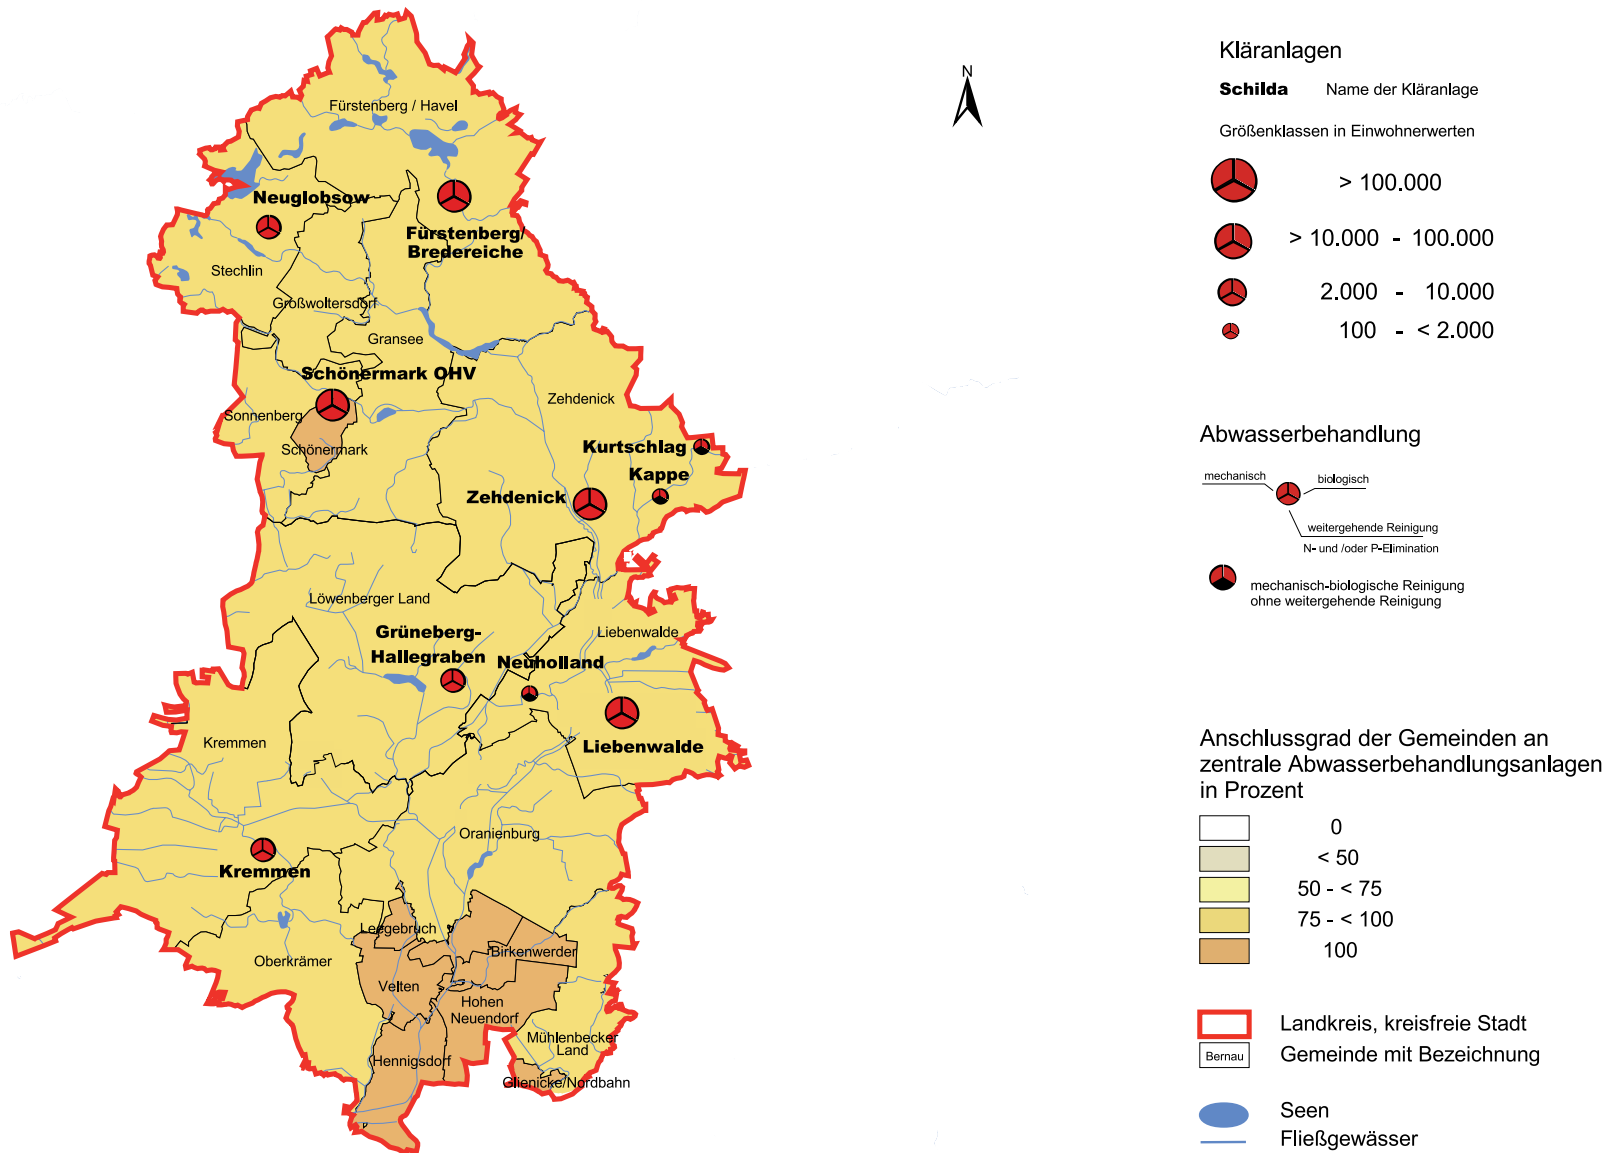 Fürstenberg / Havel
Neuglobsow
Fürstenberg/
Bredereiche
Stechlin
Großwoltersdorf
Gransee
Schönermark OHV
Zehdenick
Sonnenberg
Schönermark
Kurtschlag
Kappe
Zehdenick
Löwenberger Land
Grüneberg-
Hallegraben
Liebenwalde
Neuholland
Liebenwalde
Kremmen
Oranienburg
Kremmen
Leegebruch
Birkenwerder
Oberkrämer
Velten
Hohen
Neuendorf
Mühlenbecker
Land
Hennigsdorf
Glienicke/Nordbahn
N
Kläranlagen
Schilda Name der Kläranlage
Größenklassen in Einwohnerwerten
> 100.000
> 10.000 - 100.000
2.000 - 10.000
100 - < 2.000
Abwasserbehandlung
mechanisch
biologisch
weitergehende Reinigung
N- und /oder P-Elimination
mechanisch-biologische Reinigung
ohne weitergehende Reinigung
Anschlussgrad der Gemeinden an
zentrale Abwasserbehandlungsanlagen
in Prozent
0
< 50
50 - < 75
75 - < 100
100
Landkreis, kreisfreie Stadt
Bernau Gemeinde mit Bezeichnung
Seen
Fließgewässer